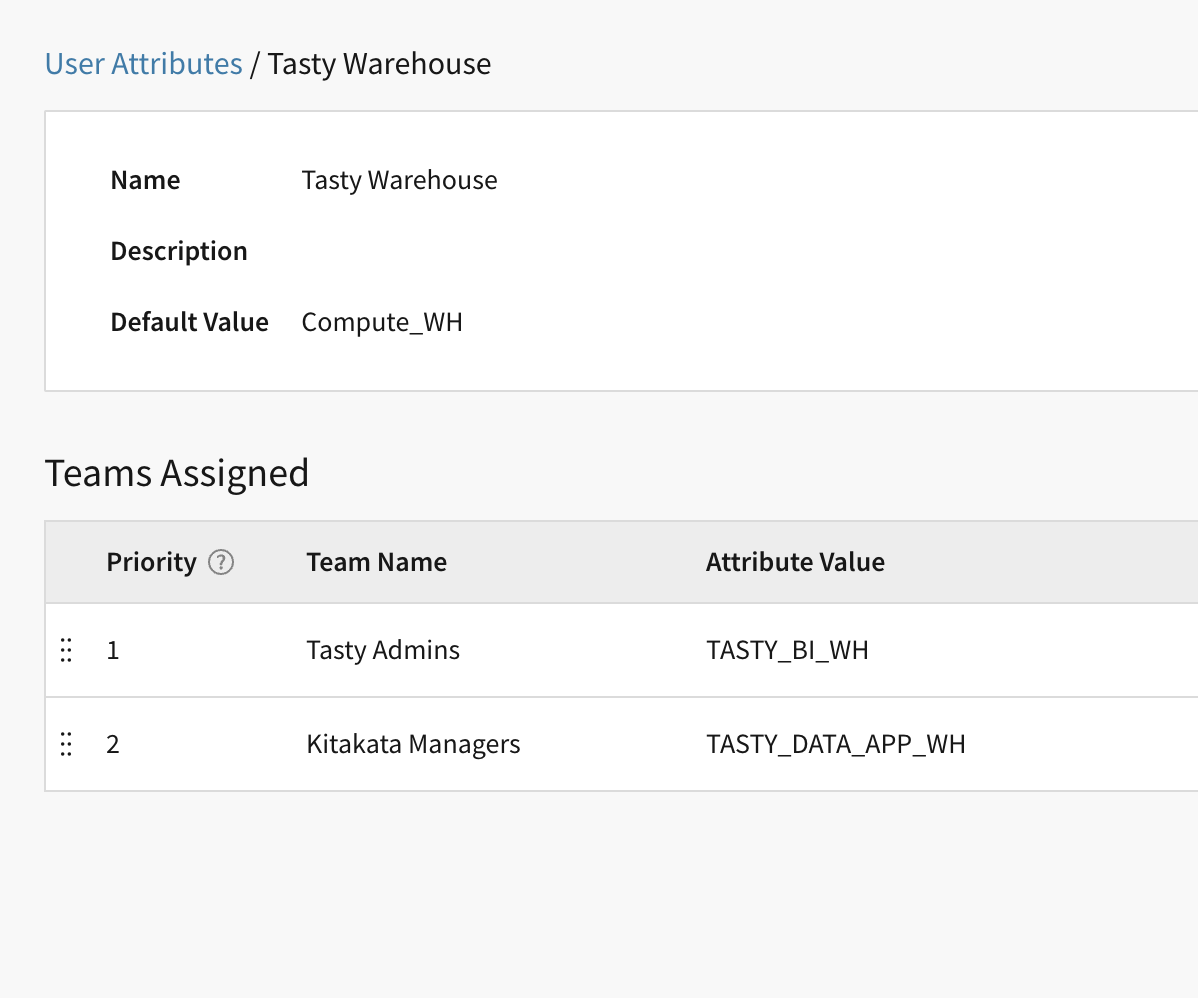 User Attributes / Tasty Warehouse
Name Tasty Warehouse
Description
Default Value Compute_WH
Teams Assigned
Priority ? Team Name Attribute Value
1 Tasty Admins TASTY_BI_WH
2 Kitakata Managers TASTY_DATA_APP_WH